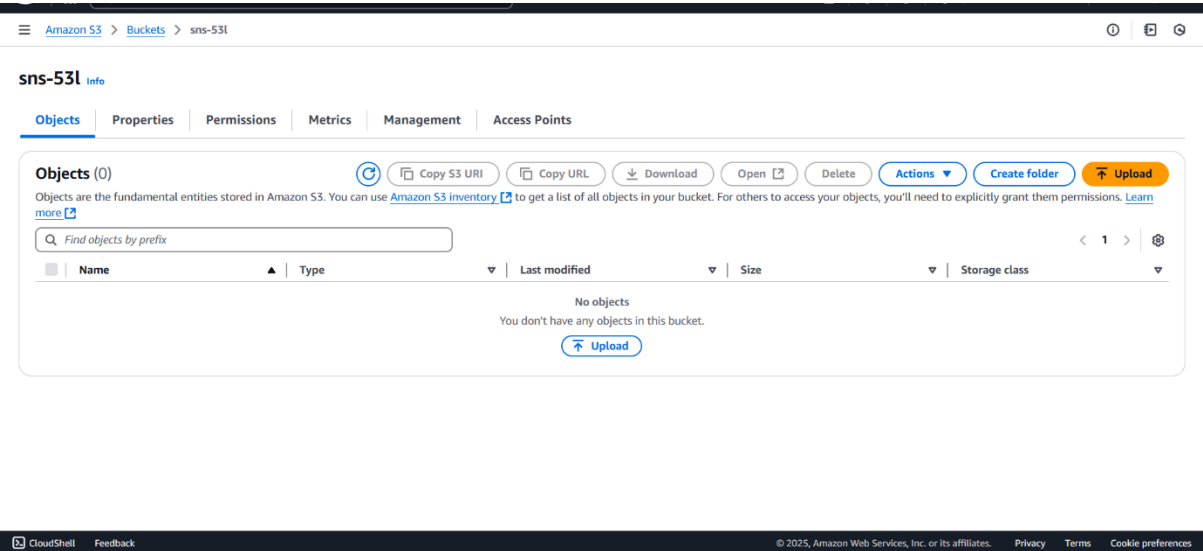 Amazon S3 > Buckets > sns-53l
sns-53l Info
Objects Properties Permissions Metrics Management Access Points
Objects (0) Copy S3 URI Copy URL Download Open Delete Actions Create folder Upload
Objects are the fundamental entities stored in Amazon S3. You can use Amazon S3 inventory to get a list of all objects in your bucket. For others to access your objects, you'll need to explicitly grant them permissions. Learn
more
Find objects by prefix < 1 >
Name Type Last modified Size Storage class
No objects
You don't have any objects in this bucket.
Upload
CloudShell Feedback © 2025, Amazon Web Services, Inc. or its affiliates. Privacy Terms Cookie preferences